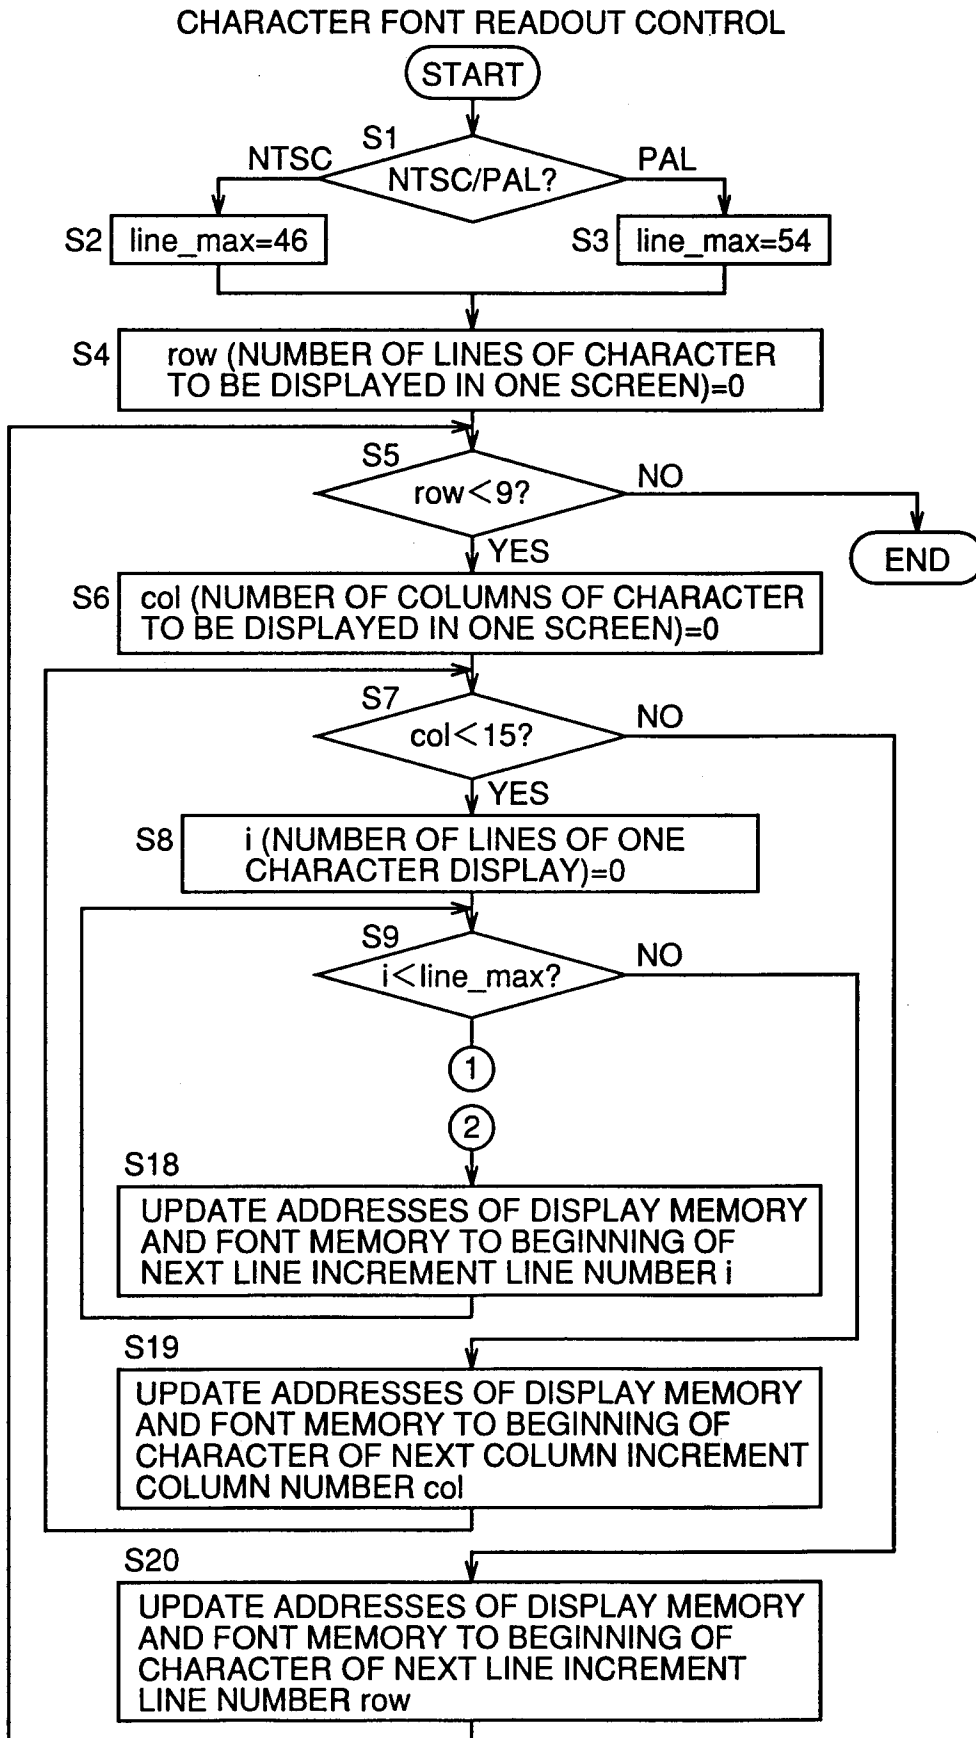 CHARACTER FONT READOUT CONTROL
START
S1
NTSC
NTSC/PAL?
PAL
S2
line_max=46
S3
line_max=54
S4
row (NUMBER OF LINES OF CHARACTER
TO BE DISPLAYED IN ONE SCREEN)=0
S5
row<9?
NO
YES
END
S6
col (NUMBER OF COLUMNS OF CHARACTER
TO BE DISPLAYED IN ONE SCREEN)=0
S7
col<15?
NO
YES
S8
i (NUMBER OF LINES OF ONE
CHARACTER DISPLAY)=0
S9
i<line_max?
NO
1
2
S18
UPDATE ADDRESSES OF DISPLAY MEMORY
AND FONT MEMORY TO BEGINNING OF
NEXT LINE INCREMENT LINE NUMBER i
S19
UPDATE ADDRESSES OF DISPLAY MEMORY
AND FONT MEMORY TO BEGINNING OF
CHARACTER OF NEXT COLUMN INCREMENT
COLUMN NUMBER col
S20
UPDATE ADDRESSES OF DISPLAY MEMORY
AND FONT MEMORY TO BEGINNING OF
CHARACTER OF NEXT LINE INCREMENT
LINE NUMBER row